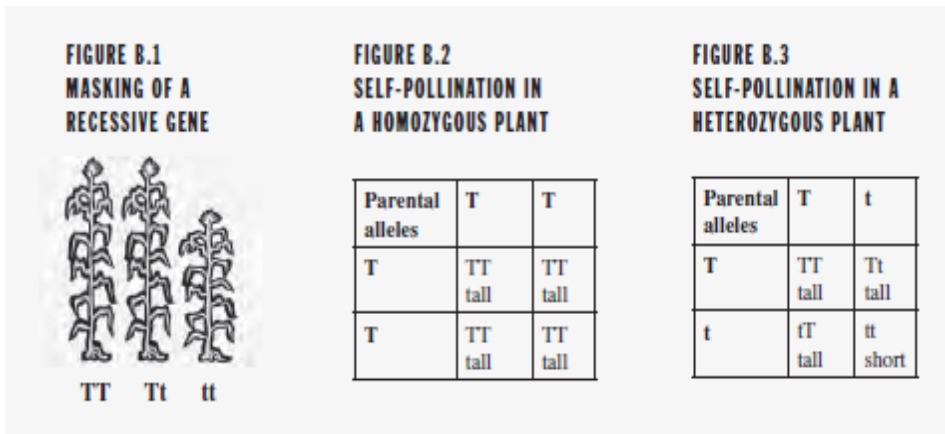 FIGURE B.1
MASKING OF A
RECESSIVE GENE
TT Tt tt
FIGURE B.2
SELF-POLLINATION IN
A HOMOZYGOUS PLANT
Parental alleles T T
T TT tall TT tall
T TT tall TT tall
FIGURE B.3
SELF-POLLINATION IN A
HETEROZYGOUS PLANT
Parental alleles T t
T TT tall Tt tall
t tT tall tt short